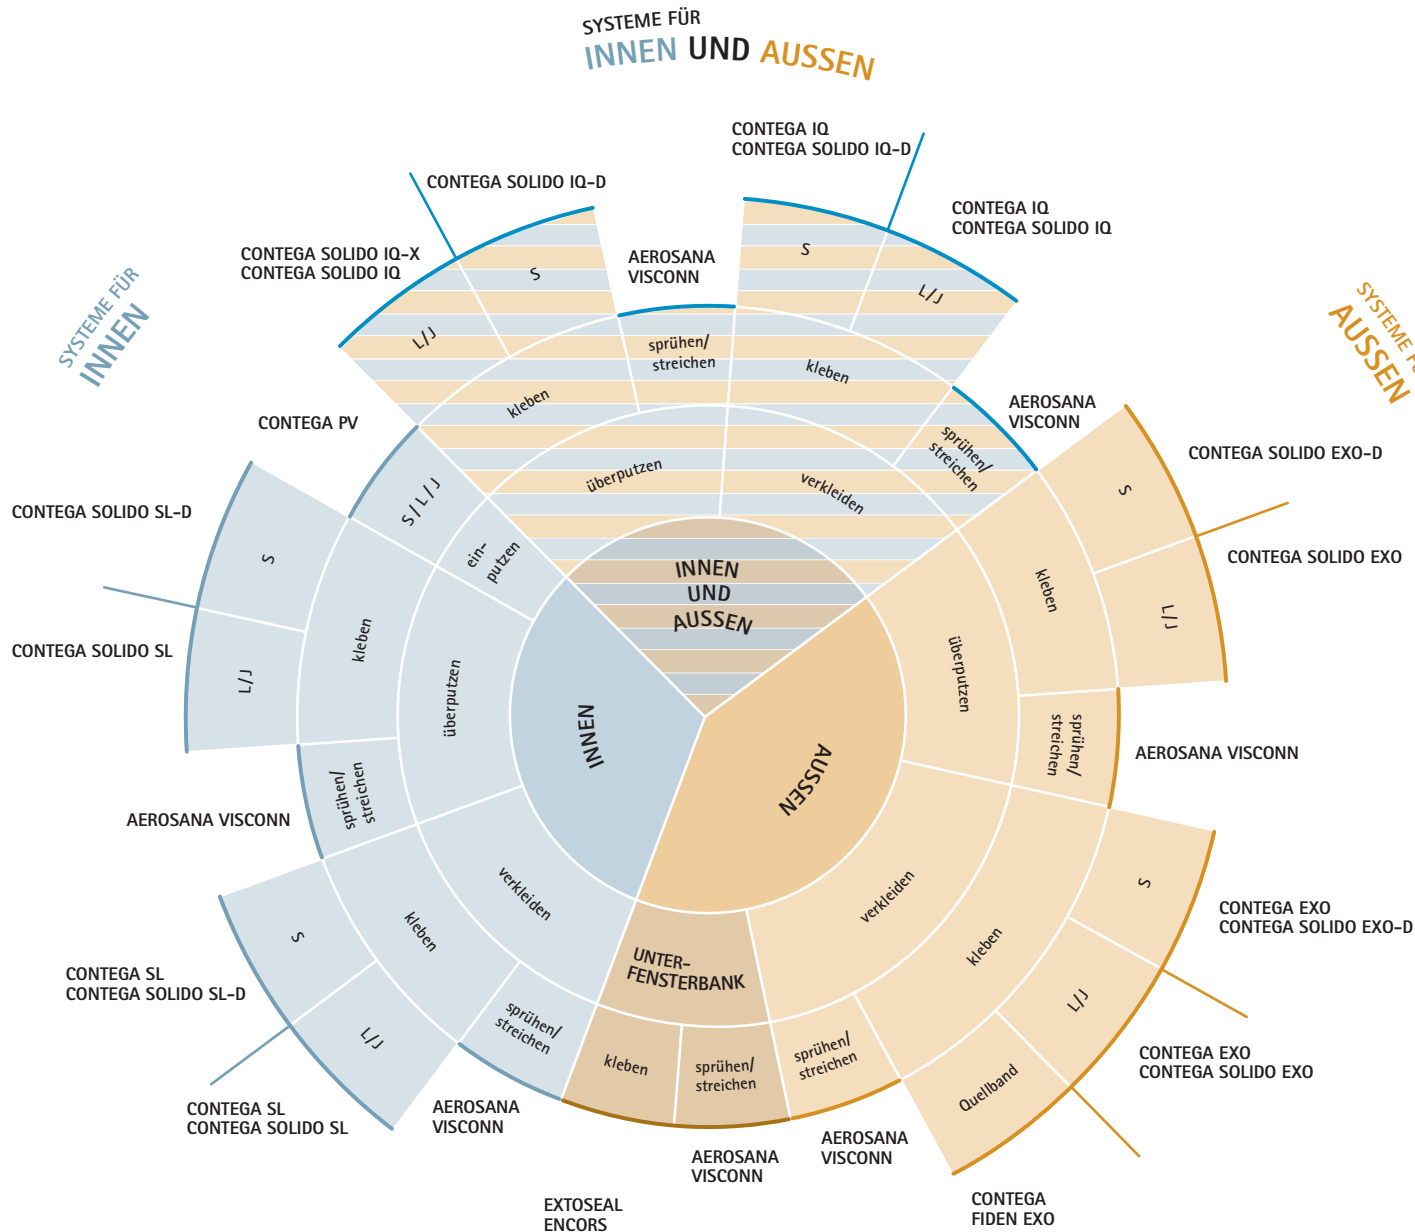 SYSTEME FÜR
INNEN UND AUSSEN
CONTEGA IQ
CONTEGA SOLIDO IQ-D
CONTEGA SOLIDO IQ-D
CONTEGA IQ
CONTEGA SOLIDO IQ
CONTEGA SOLIDO IQ-X
CONTEGA SOLIDO IQ
AEROSANA
VISCONN
S
S
L/J
L/J
SYSTEME FÜR
INNEN
SYSTEME FÜ
AUSSEN
sprühen/
streichen
kleben
kleben
AEROSANA
VISCONN
CONTEGA PV
sprühen/
streichen
überputzen
verkleiden
CONTEGA SOLIDO EXO-D
S
S / L / J
CONTEGA SOLIDO SL-D
S
ein-
putzen
INNEN
UND
AUSSEN
kleben
CONTEGA SOLIDO EXO
L/J
CONTEGA SOLIDO SL
L/J
kleben
überputzen
überputzen
INNEN
AUSSEN
sprühen/
streichen
AEROSANA VISCONN
sprühen/
streichen
AEROSANA VISCONN
verkleiden
verkleiden
S
CONTEGA EXO
CONTEGA SOLIDO EXO-D
S
kleben
kleben
CONTEGA SL
CONTEGA SOLIDO SL-D
UNTER-
FENSTERBANK
L/J
L/J
sprühen/
streichen
kleben
sprühen/
streichen
sprühen/
streichen
Quellband
CONTEGA EXO
CONTEGA SOLIDO EXO
CONTEGA SL
CONTEGA SOLIDO SL
AEROSANA
VISCONN
AEROSANA
VISCONN
AEROSANA
VISCONN
EXTOSEAL
ENCORS
CONTEGA
FIDEN EXO